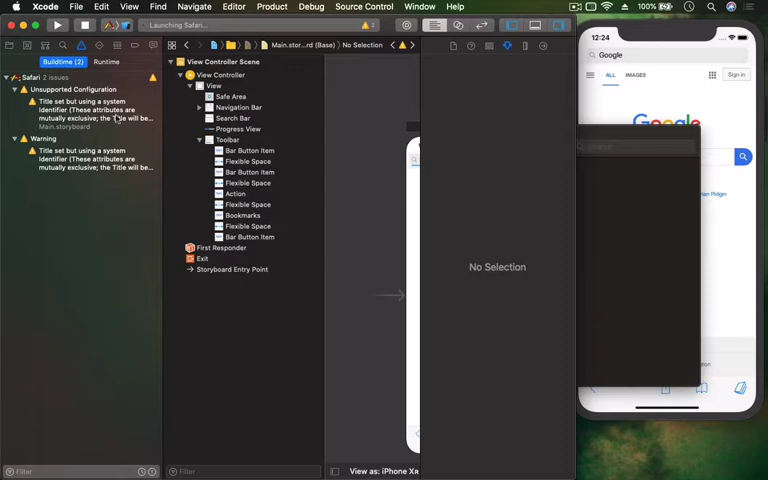 Xcode File Edit View Find Navigate Editor Product Debug Source Control Window Help 100%
Launching Safari... 2
Main.stor...rd (Base) No Selection
Buildtime (2) Runtime
Safari 2 issues
Unsupported Configuration
Title set but using a system
Identifier (These attributes are
mutually exclusive; the Title will be...
Main.storyboard
Warning
Title set but using a system
Identifier (These attributes are
mutually exclusive; the Title will be...
Filter
View Controller Scene
View Controller
View
Safe Area
Navigation Bar
Search Bar
Progress View
Toolbar
Bar Button Item
Flexible Space
Bar Button Item
Flexible Space
Action
Flexible Space
Bookmarks
Flexible Space
Bar Button Item
First Responder
Exit
Storyboard Entry Point
Filter
View as: iPhone XR
No Selection
12:24
Google
ALL IMAGES Sign in
Google
Search
Pidgin